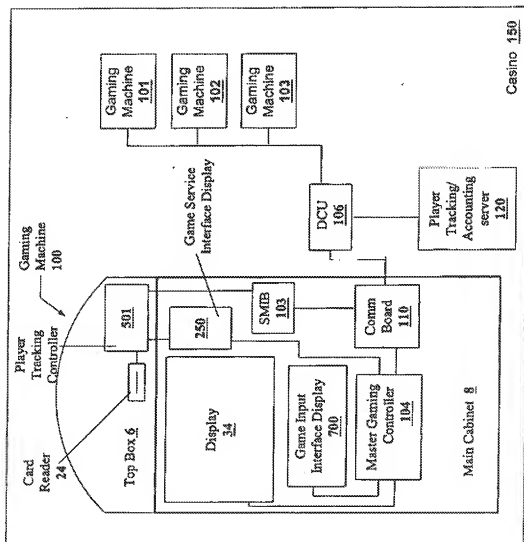 Gaming
Machine
100
Player
Tracking
Controller
Card
Reader
24
Game Service
Interface Display
Top Box 6
501
250
SMIB
103
Display
34
Game Input
Interface Display
700
Master Gaming
Controller
104
Comm
Board
110
Main Cabinet 8
DCU
106
Player
Tracking/
Accounting
server
120
Gaming
Machine
101
Gaming
Machine
102
Gaming
Machine
103
Casino 150